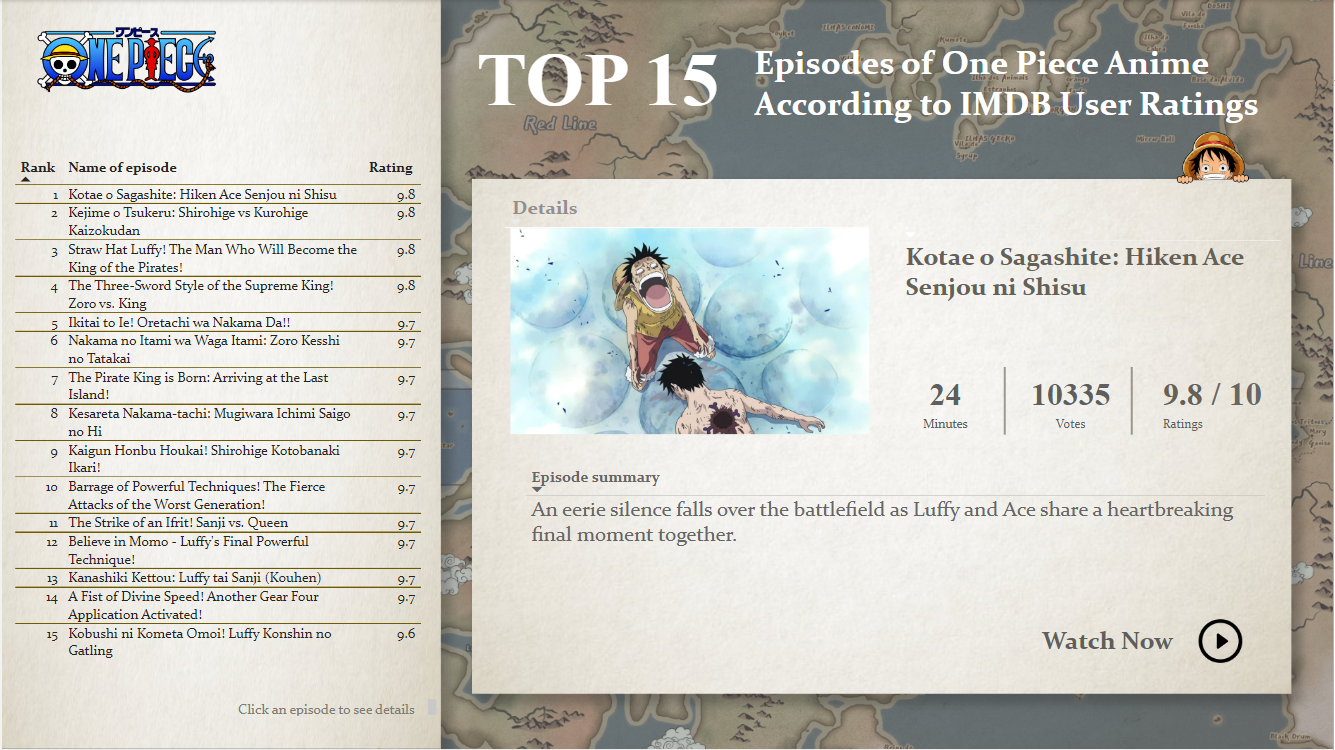 ワンピース
ONE PIECE
TOP 15
Episodes of One Piece Anime
According to IMDB User Ratings
Red Line
Rank Name of episode Rating
1 Kotae o Sagashite: Hiken Ace Senjou ni Shisu 9.8
2 Kejime o Tsukeru: Shirohige vs Kurohige 9.8
Kaizokudan
3 Straw Hat Luffy! The Man Who Will Become the 9.8
King of the Pirates!
4 The Three-Sword Style of the Supreme King! 9.8
Zoro vs. King
5 Ikitai to Ie! Oretachi wa Nakama Da!! 9.7
6 Nakama no Itami wa Waga Itami: Zoro Kesshi 9.7
no Tatakai
7 The Pirate King is Born: Arriving at the Last 9.7
Island!
8 Kesareta Nakama-tachi: Mugiwara Ichimi Saigo 9.7
no Hi
9 Kaigun Honbu Houkai! Shirohige Kotobanaki 9.7
Ikari!
10 Barrage of Powerful Techniques! The Fierce 9.7
Attacks of the Worst Generation!
11 The Strike of an Ifrit! Sanji vs. Queen 9.7
12 Believe in Momo - Luffy's Final Powerful 9.7
Technique!
13 Kanashiki Kettou: Luffy tai Sanji (Kouhen) 9.7
14 A Fist of Divine Speed! Another Gear Four 9.7
Application Activated!
15 Kobushi ni Kometa Omoi! Luffy Konshin no 9.6
Gatling
Click an episode to see details
Details
Kotae o Sagashite: Hiken Ace
Senjou ni Shisu
24 10335 9.8 / 10
Minutes Votes Ratings
Episode summary
An eerie silence falls over the battlefield as Luffy and Ace share a heartbreaking
final moment together.
Watch Now
Line